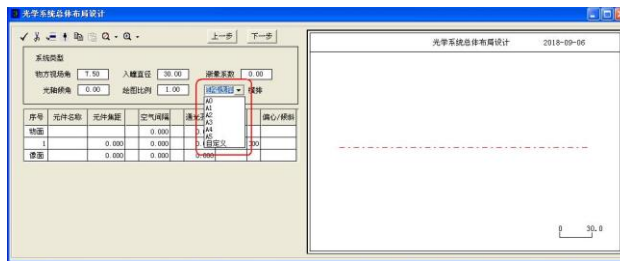 光学系统总体布局设计
上一步 下一步
系统类型
物方视场角 7.50 入瞳直径 30.00 渐晕系数 0.00
光轴倾角 0.00 绘图比例 1.00 横排
A0
A1
A2
A3
A4
A5
自定义
序号 元件名称 元件焦距 空气间隔 偏心/倾斜
物面 0.000
1 0.000 0.000
像面 0.000 0.000 0.000
光学系统总体布局设计 2018-09-06
0 30.0